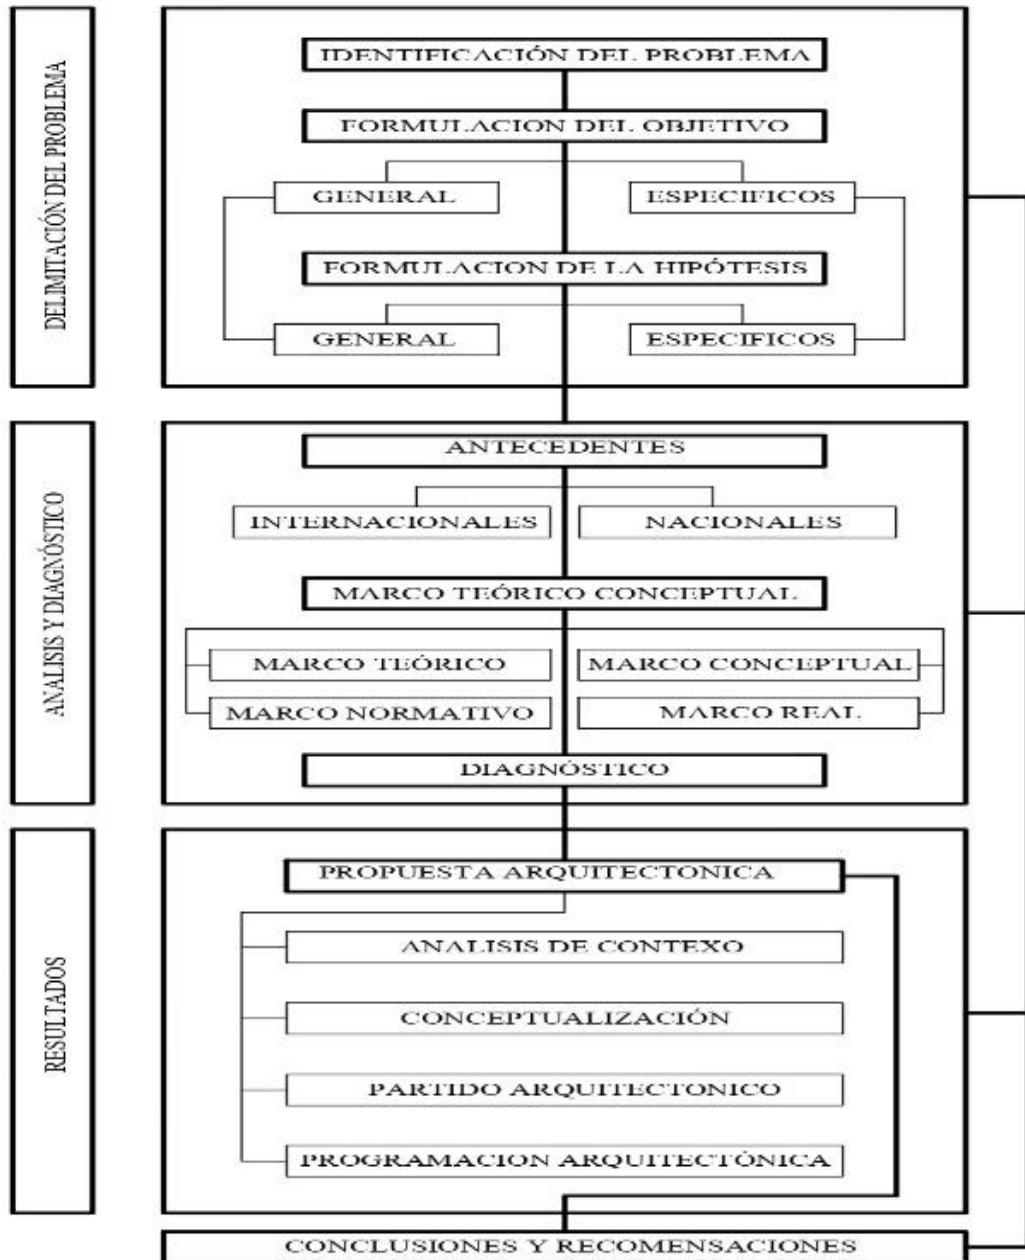 DELIMITACIÓN DEL PROBLEMA
IDENTIFICACIÓN DEL PROBLEMA
FORMULACION DEL OBJETIVO
GENERAL
ESPECIFICOS
FORMULACION DE LA HIPÓTESIS
GENERAL
ESPECIFICOS
ANALISIS Y DIAGNÓSTICO
ANTECEDENTES
INTERNACIONALES
NACIONALES
MARCO TEÓRICO CONCEPTUAL
MARCO TEÓRICO
MARCO CONCEPTUAL
MARCO NORMATIVO
MARCO REAL
DIAGNÓSTICO
RESULTADOS
PROPUESTA ARQUITECTONICA
ANALISIS DE CONTEXO
CONCEPTUALIZACIÓN
PARTIDO ARQUITECTONICO
PROGRAMACION ARQUITECTÓNICA
CONCLUSIONES Y RECOMENSACIONES